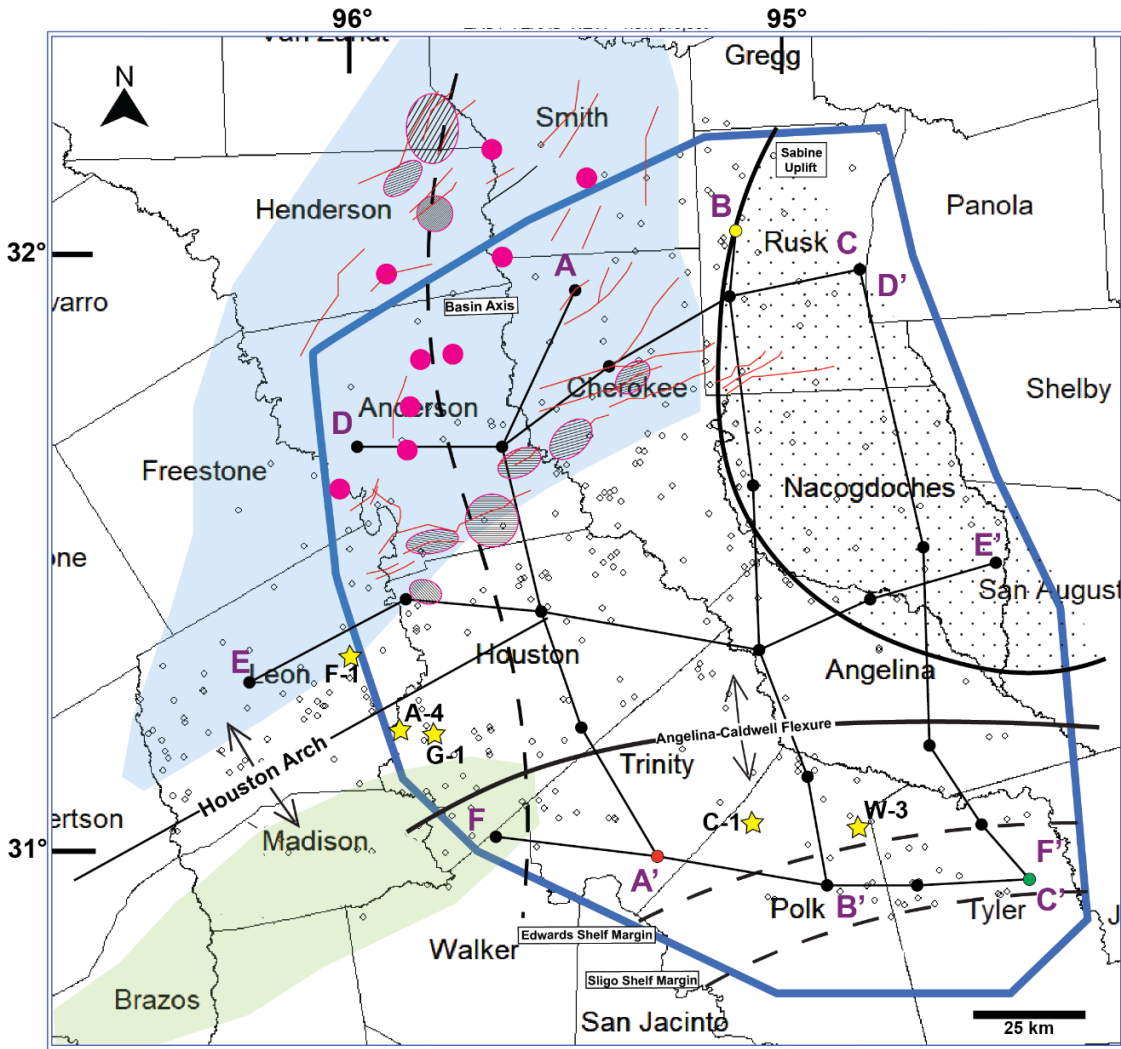 96°
95°
Van Zandt
Gregg
N
Smith
Sabine
Uplift
Henderson
B
Panola
Rusk
C
32°
A
D'
varro
Basin Axis
Cherokee
Shelby
Anderson
D
Freestone
Nacogdoches
E'
one
San August
Houston
E
Leon
F-1
Angelina
A-4
Angelina-Caldwell Flexure
G-1
Trinity
Houston Arch
ertson
F
C-1
W-3
Madison
31°
F'
A'
B'
C'
Polk
Tyler
J
Edwards Shelf Margin
Walker
Sligo Shelf Margin
Brazos
San Jacinto
25 km